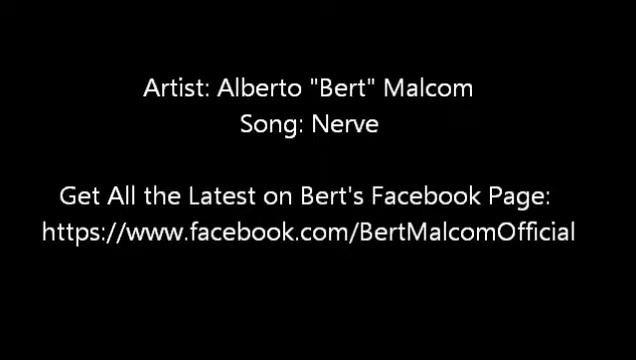 Artist: Alberto "Bert" Malcom
Song: Nerve
Get All the Latest on Bert's Facebook Page:
https://www.facebook.com/BertMalcomOfficial